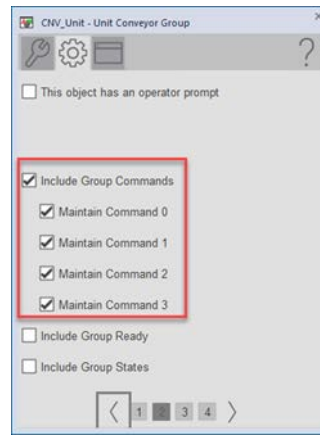 CNV_Unit - Unit Conveyor Group
×
?
This object has an operator prompt
Include Group Commands
Maintain Command 0
Maintain Command 1
Maintain Command 2
Maintain Command 3
Include Group Ready
Include Group States
1 2 3 4